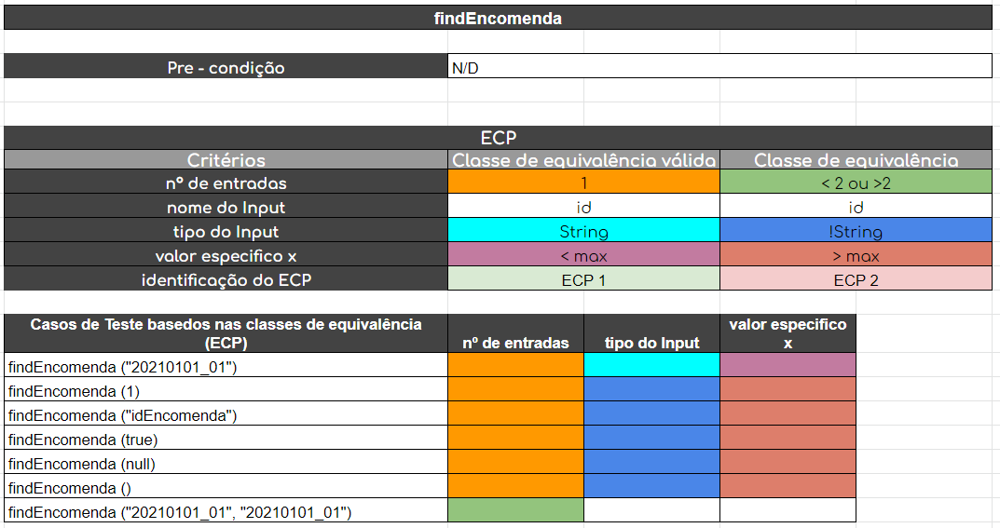 findEncomenda
Pre - condição N/D
ECP
Critérios Classe de equivalência válida Classe de equivalência
nº de entradas 1 < 2 ou >2
nome do Input id id
tipo do Input String !String
valor especifico x < max > max
identificação do ECP ECP 1 ECP 2
Casos de Teste basedos nas classes de equivalência
(ECP) nº de entradas tipo do Input valor especifico
x
findEncomenda ("20210101_01")
findEncomenda (1)
findEncomenda ("idEncomenda")
findEncomenda (true)
findEncomenda (null)
findEncomenda ()
findEncomenda ("20210101_01", "20210101_01")